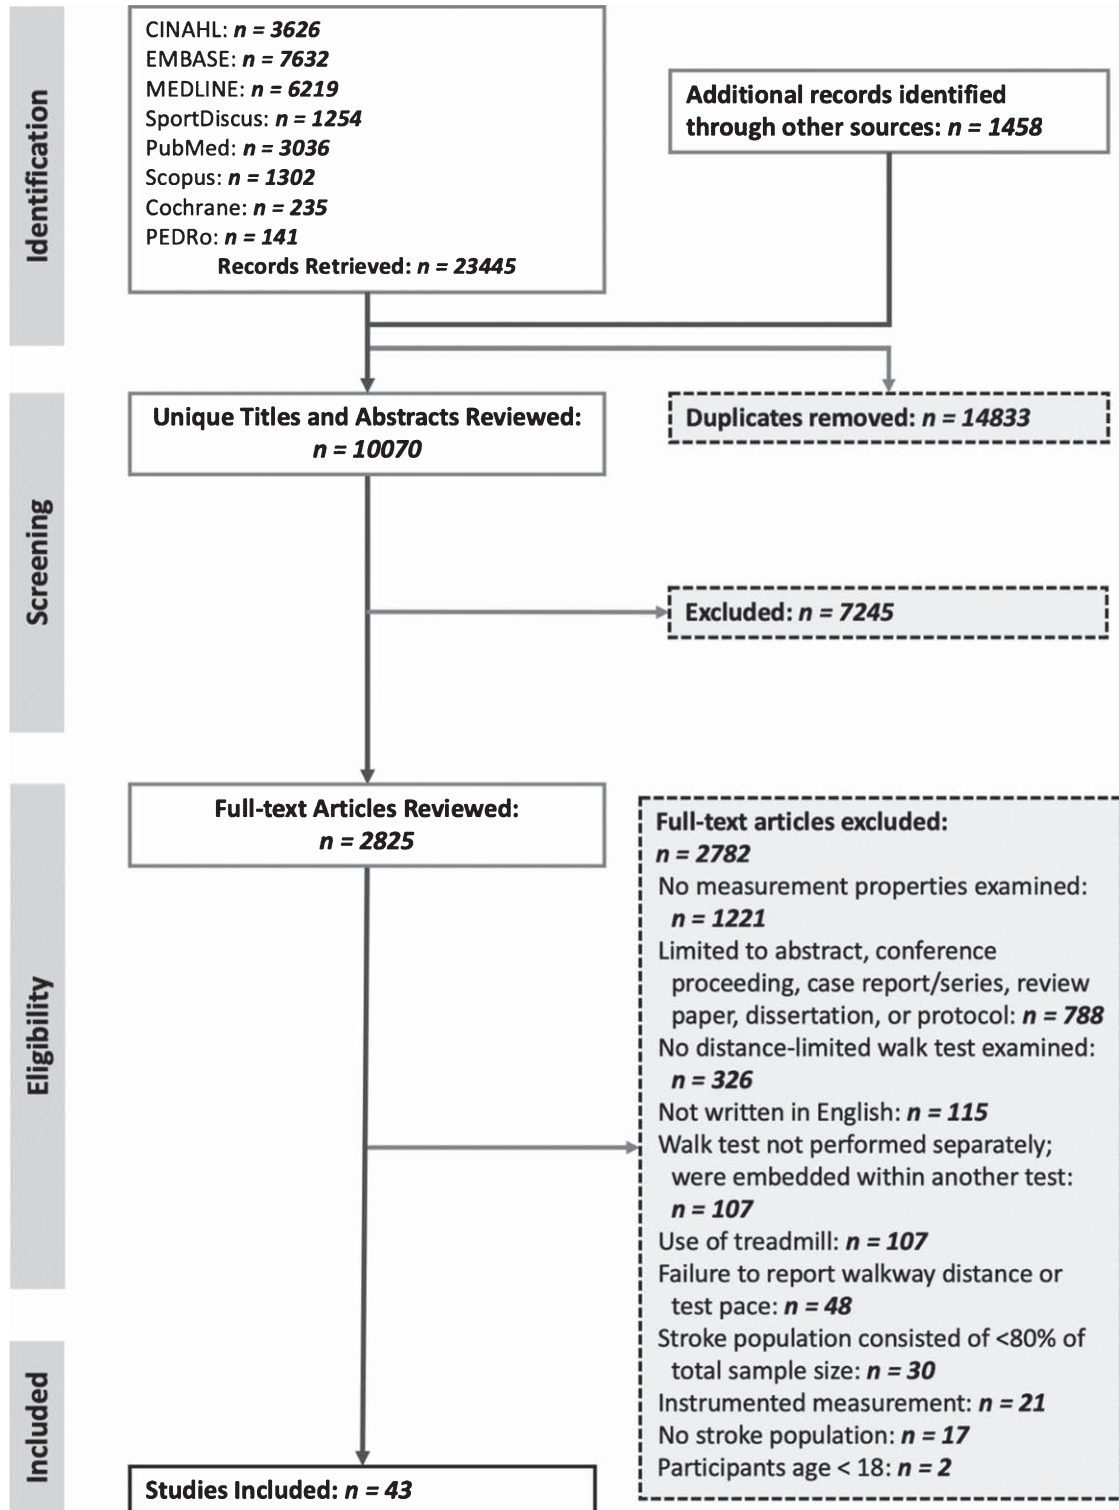 Identification
CINAHL: n = 3626
EMBASE: n = 7632
MEDLINE: n = 6219
SportDiscus: n = 1254
PubMed: n = 3036
Scopus: n = 1302
Cochrane: n = 235
PEDRo: n = 141
Records Retrieved: n = 23445
Additional records identified
through other sources: n = 1458
Screening
Unique Titles and Abstracts Reviewed:
n = 10070
Duplicates removed: n = 14833
Excluded: n = 7245
Eligibility
Full-text Articles Reviewed:
n = 2825
Full-text articles excluded:
n = 2782
No measurement properties examined:
n = 1221
Limited to abstract, conference
proceeding, case report/series, review
paper, dissertation, or protocol: n = 788
No distance-limited walk test examined:
n = 326
Not written in English: n = 115
Walk test not performed separately;
were embedded within another test:
n = 107
Use of treadmill: n = 107
Failure to report walkway distance or
test pace: n = 48
Stroke population consisted of <80% of
total sample size: n = 30
Instrumented measurement: n = 21
No stroke population: n = 17
Participants age < 18: n = 2
Included
Studies Included: n = 43